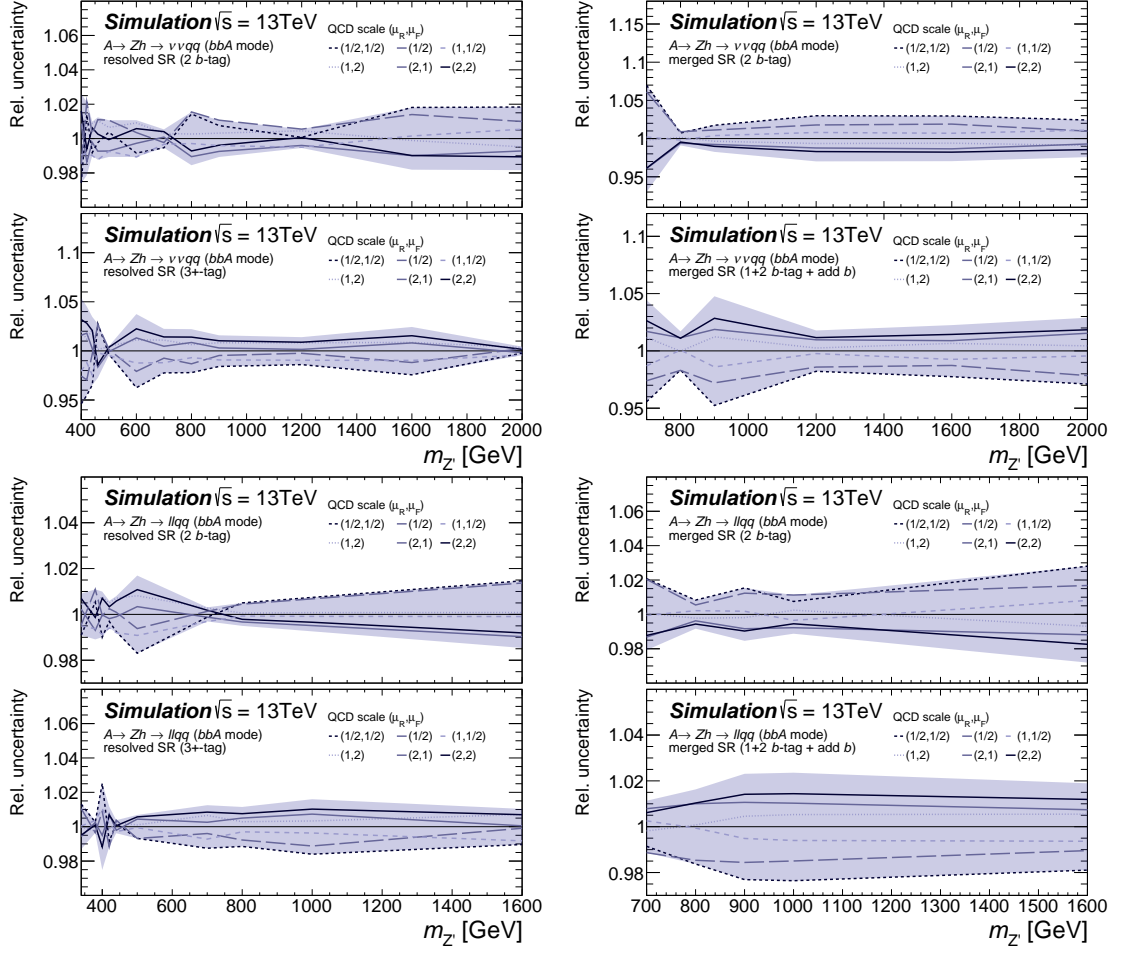 Rel. uncertainty
1.06
1.04
1.02
1
0.98
Simulation √s = 13TeV
A→ Zh → ννqq (bbA mode)
resolved SR (2 b-tag)
QCD scale (μR,μF)
(1/2,1/2) (1/2) (1,1/2)
(1,2) (2,1) (2,2)
Rel. uncertainty
1.15
1.1
1.05
1
0.95
Simulation √s = 13TeV
A→ Zh → ννqq (bbA mode)
merged SR (2 b-tag)
QCD scale (μR,μF)
(1/2,1/2) (1/2) (1,1/2)
(1,2) (2,1) (2,2)
Rel. uncertainty
1.1
1.05
1
0.95
Simulation √s = 13TeV
A→ Zh → ννqq (bbA mode)
resolved SR (3+-tag)
QCD scale (μR,μF)
(1/2,1/2) (1/2) (1,1/2)
(1,2) (2,1) (2,2)
400 600 800 1000 1200 1400 1600 1800 2000
mZ' [GeV]
Rel. uncertainty
1.1
1.05
1
0.95
Simulation √s = 13TeV
A→ Zh → ννqq (bbA mode)
merged SR (1+2 b-tag + add b)
QCD scale (μR,μF)
(1/2,1/2) (1/2) (1,1/2)
(1,2) (2,1) (2,2)
800 1000 1200 1400 1600 1800 2000
mZ' [GeV]
Rel. uncertainty
1.04
1.02
1
0.98
Simulation √s = 13TeV
A→ Zh → llqq (bbA mode)
resolved SR (2 b-tag)
QCD scale (μR,μF)
(1/2,1/2) (1/2) (1,1/2)
(1,2) (2,1) (2,2)
Rel. uncertainty
1.06
1.04
1.02
1
0.98
Simulation √s = 13TeV
A→ Zh → llqq (bbA mode)
merged SR (2 b-tag)
QCD scale (μR,μF)
(1/2,1/2) (1/2) (1,1/2)
(1,2) (2,1) (2,2)
Rel. uncertainty
1.06
1.04
1.02
1
0.98
Simulation √s = 13TeV
A→ Zh → llqq (bbA mode)
resolved SR (3+-tag)
QCD scale (μR,μF)
(1/2,1/2) (1/2) (1,1/2)
(1,2) (2,1) (2,2)
400 600 800 1000 1200 1400 1600
mZ' [GeV]
Rel. uncertainty
1.04
1.02
1
0.98
Simulation √s = 13TeV
A→ Zh → llqq (bbA mode)
merged SR (1+2 b-tag + add b)
QCD scale (μR,μF)
(1/2,1/2) (1/2) (1,1/2)
(1,2) (2,1) (2,2)
700 800 900 1000 1100 1200 1300 1400 1500 1600
mZ' [GeV]